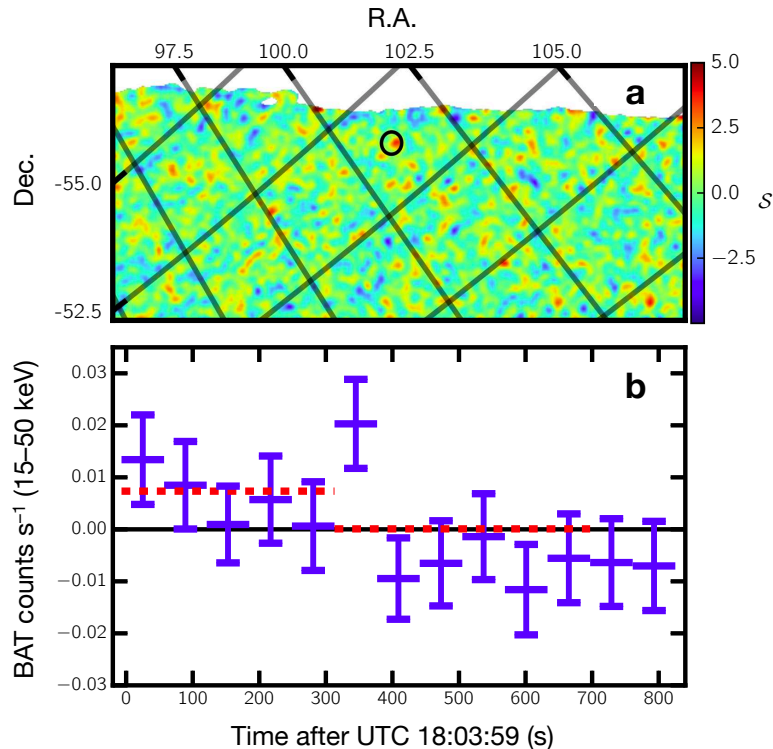 R.A.
97.5 100.0 102.5 105.0
a
Dec.
-55.0
-52.5
5.0
2.5
0.0
−2.5
S
b
BAT counts s⁻¹ (15–50 keV)
0.03
0.02
0.01
0.00
−0.01
−0.02
−0.03
0 100 200 300 400 500 600 700 800
Time after UTC 18:03:59 (s)